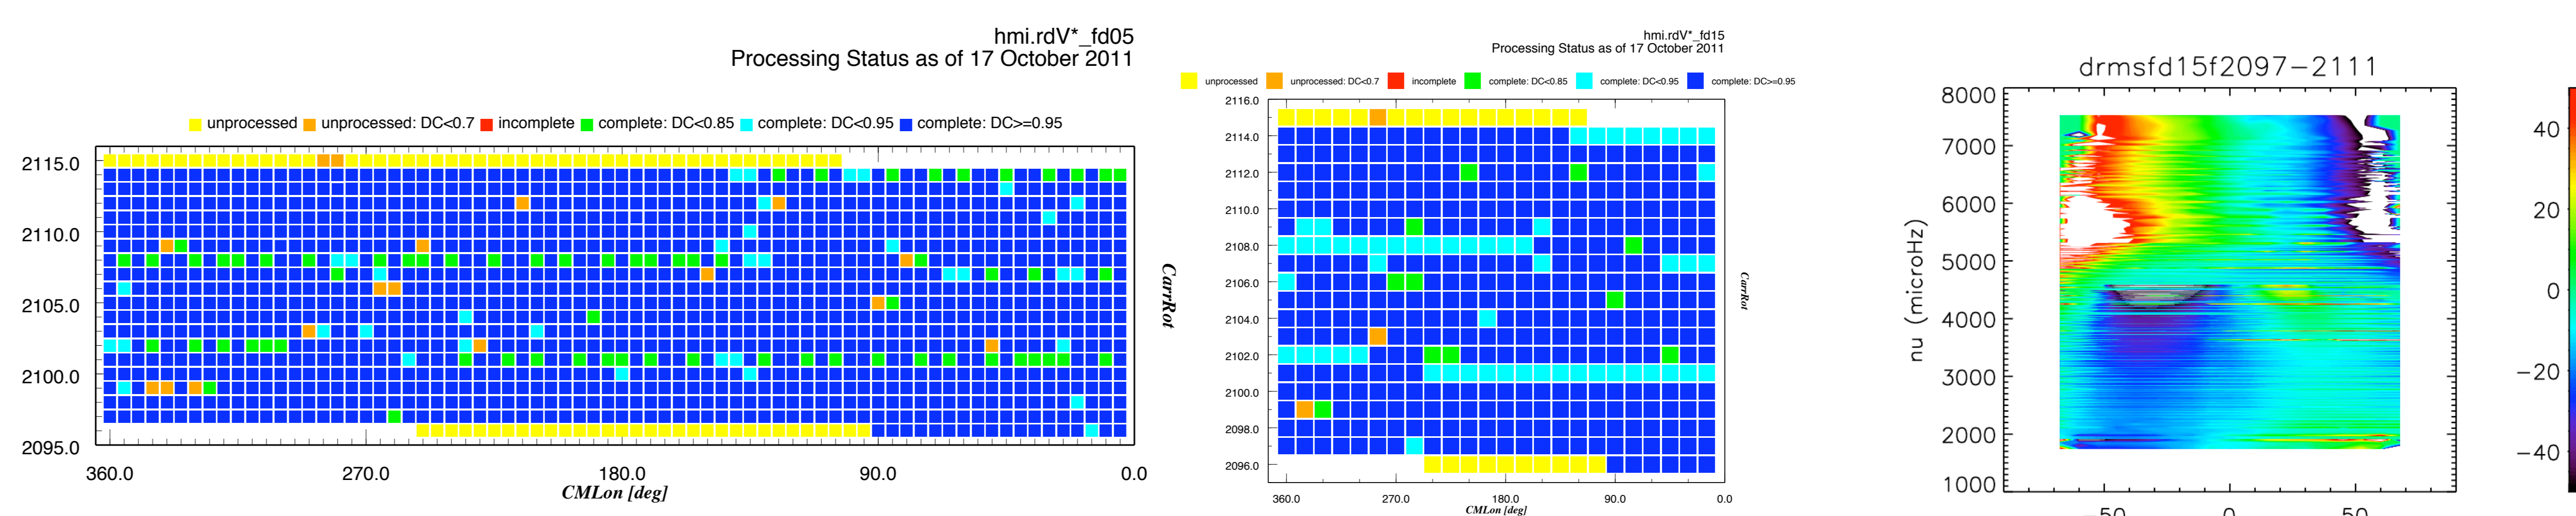 hmi.rdV*_fd05
Processing Status as of 17 October 2011
unprocessed unprocessed: DC<0.7 incomplete complete: DC<0.85 complete: DC<0.95 complete: DC>=0.95
2115.0
2110.0
2105.0
2100.0
2095.0
CarrRot
360.0 270.0 180.0 90.0 0.0
CMLon [deg]
hmi.rdV*_fd15
Processing Status as of 17 October 2011
unprocessed unprocessed: DC<0.7 incomplete complete: DC<0.85 complete: DC<0.95 complete: DC>=0.95
2116.0
2114.0
2112.0
2110.0
2108.0
2106.0
2104.0
2102.0
2100.0
2098.0
2096.0
CarrRot
360.0 270.0 180.0 90.0 0.0
CMLon [deg]
drmsfd15f2097-2111
nu (microHz)
8000
7000
6000
5000
4000
3000
2000
1000
-50 0 50
40
20
0
-20
-40